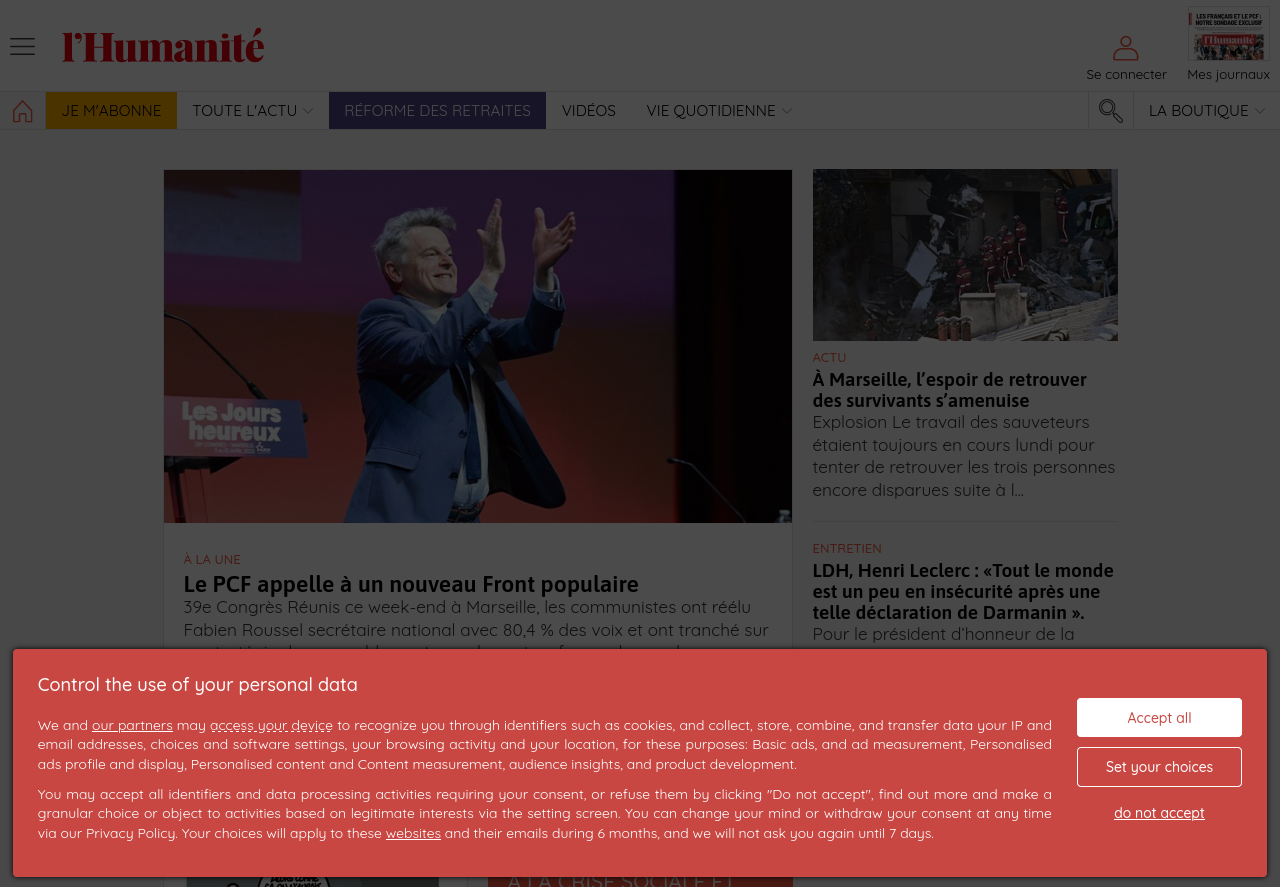 l'Humanité
LES FRANÇAIS ET LE PCF :
NOTRE SONDAGE EXCLUSIF
l'Humanité
Se connecter
Mes journaux
JE M'ABONNE
TOUTE L'ACTU
RÉFORME DES RETRAITES
VIDÉOS
VIE QUOTIDIENNE
LA BOUTIQUE
Les Jours
heureux
À LA UNE
Le PCF appelle à un nouveau Front populaire
39e Congrès Réunis ce week-end à Marseille, les communistes ont réélu
Fabien Roussel secrétaire national avec 80,4 % des voix et ont tranché sur
ACTU
À Marseille, l’espoir de retrouver
des survivants s’amenuise
Explosion Le travail des sauveteurs
étaient toujours en cours lundi pour
tenter de retrouver les trois personnes
encore disparues suite à l...
ENTRETIEN
LDH, Henri Leclerc : «Tout le monde
est un peu en insécurité après une
telle déclaration de Darmanin ».
Pour le président d’honneur de la
Control the use of your personal data
We and our partners may access your device to recognize you through identifiers such as cookies, and collect, store, combine, and transfer data your IP and
email addresses, choices and software settings, your browsing activity and your location, for these purposes: Basic ads, and ad measurement, Personalised
ads profile and display, Personalised content and Content measurement, audience insights, and product development.
You may accept all identifiers and data processing activities requiring your consent, or refuse them by clicking "Do not accept", find out more and make a
granular choice or object to activities based on legitimate interests via the setting screen. You can change your mind or withdraw your consent at any time
via our Privacy Policy. Your choices will apply to these websites and their emails during 6 months, and we will not ask you again until 7 days.
Accept all
Set your choices
do not accept
À LA CRISE SOCIALE ET